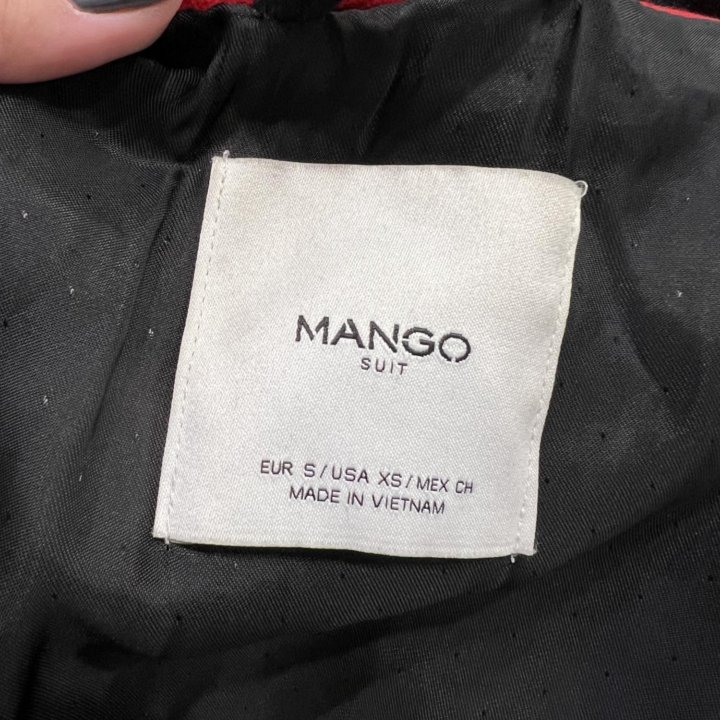 MANGO
SUIT
EUR S / USA XS / MEX CH
MADE IN VIETNAM